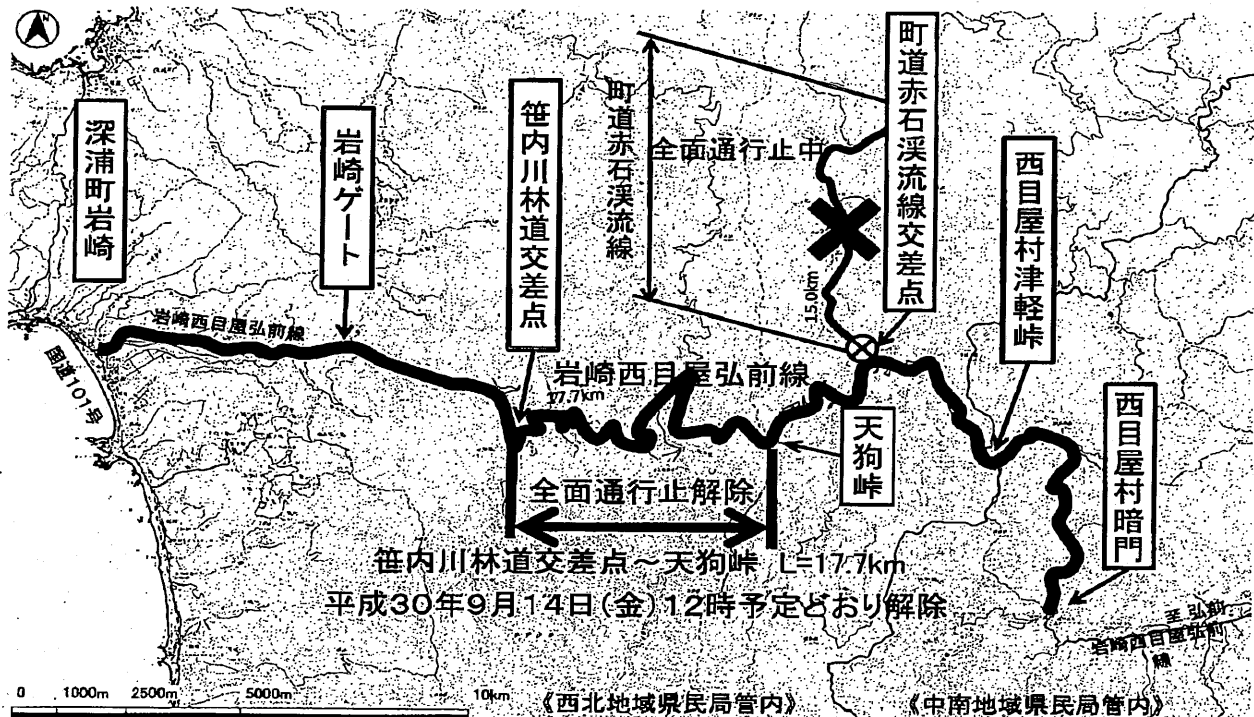 深浦町岩崎
岩崎ゲート
笹内川林道交差点
町道赤石渓流線
全面通行止中
町道赤石渓流線交差点
西目屋村津軽峠
西目屋村暗門
15.0km
岩崎西目屋弘前線
国道101号
岩崎西目屋弘前線
17.7km
天狗峠
全面通行止解除
笹内川林道交差点～天狗峠 L=17.7km
平成30年9月14日(金)12時予定どおり解除
至 弘前
岩崎西目屋弘前線
0 1000m 2500m 5000m 10km
《西北地域県民局管内》
《中南地域県民局管内》